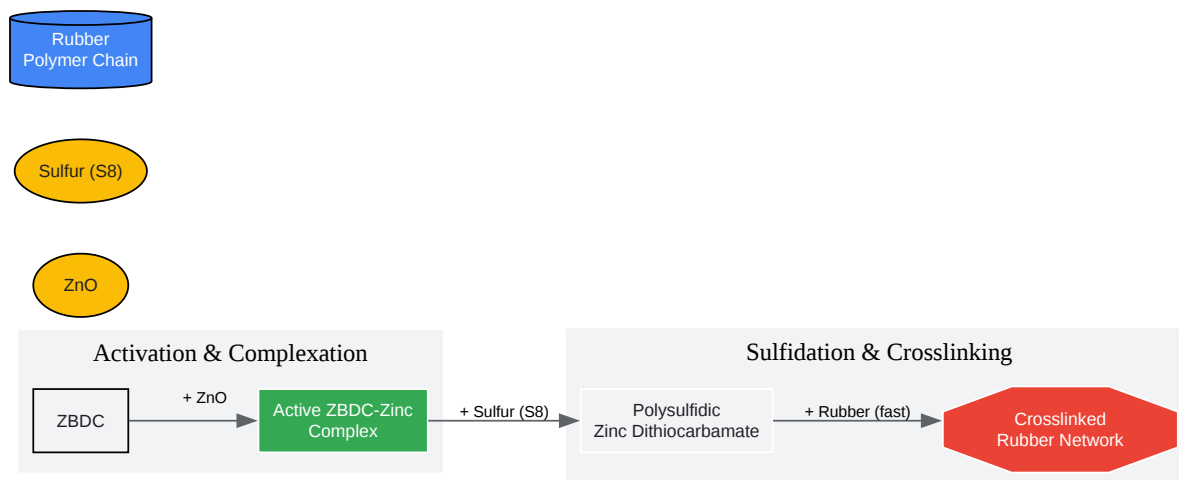 Rubber
Polymer Chain
Sulfur (S8)
ZnO
Activation & Complexation
Sulfidation & Crosslinking
ZBDC
+ ZnO
Active ZBDC-Zinc
Complex
+ Sulfur (S8)
Polysulfidic
Zinc Dithiocarbamate
+ Rubber (fast)
Crosslinked
Rubber Network